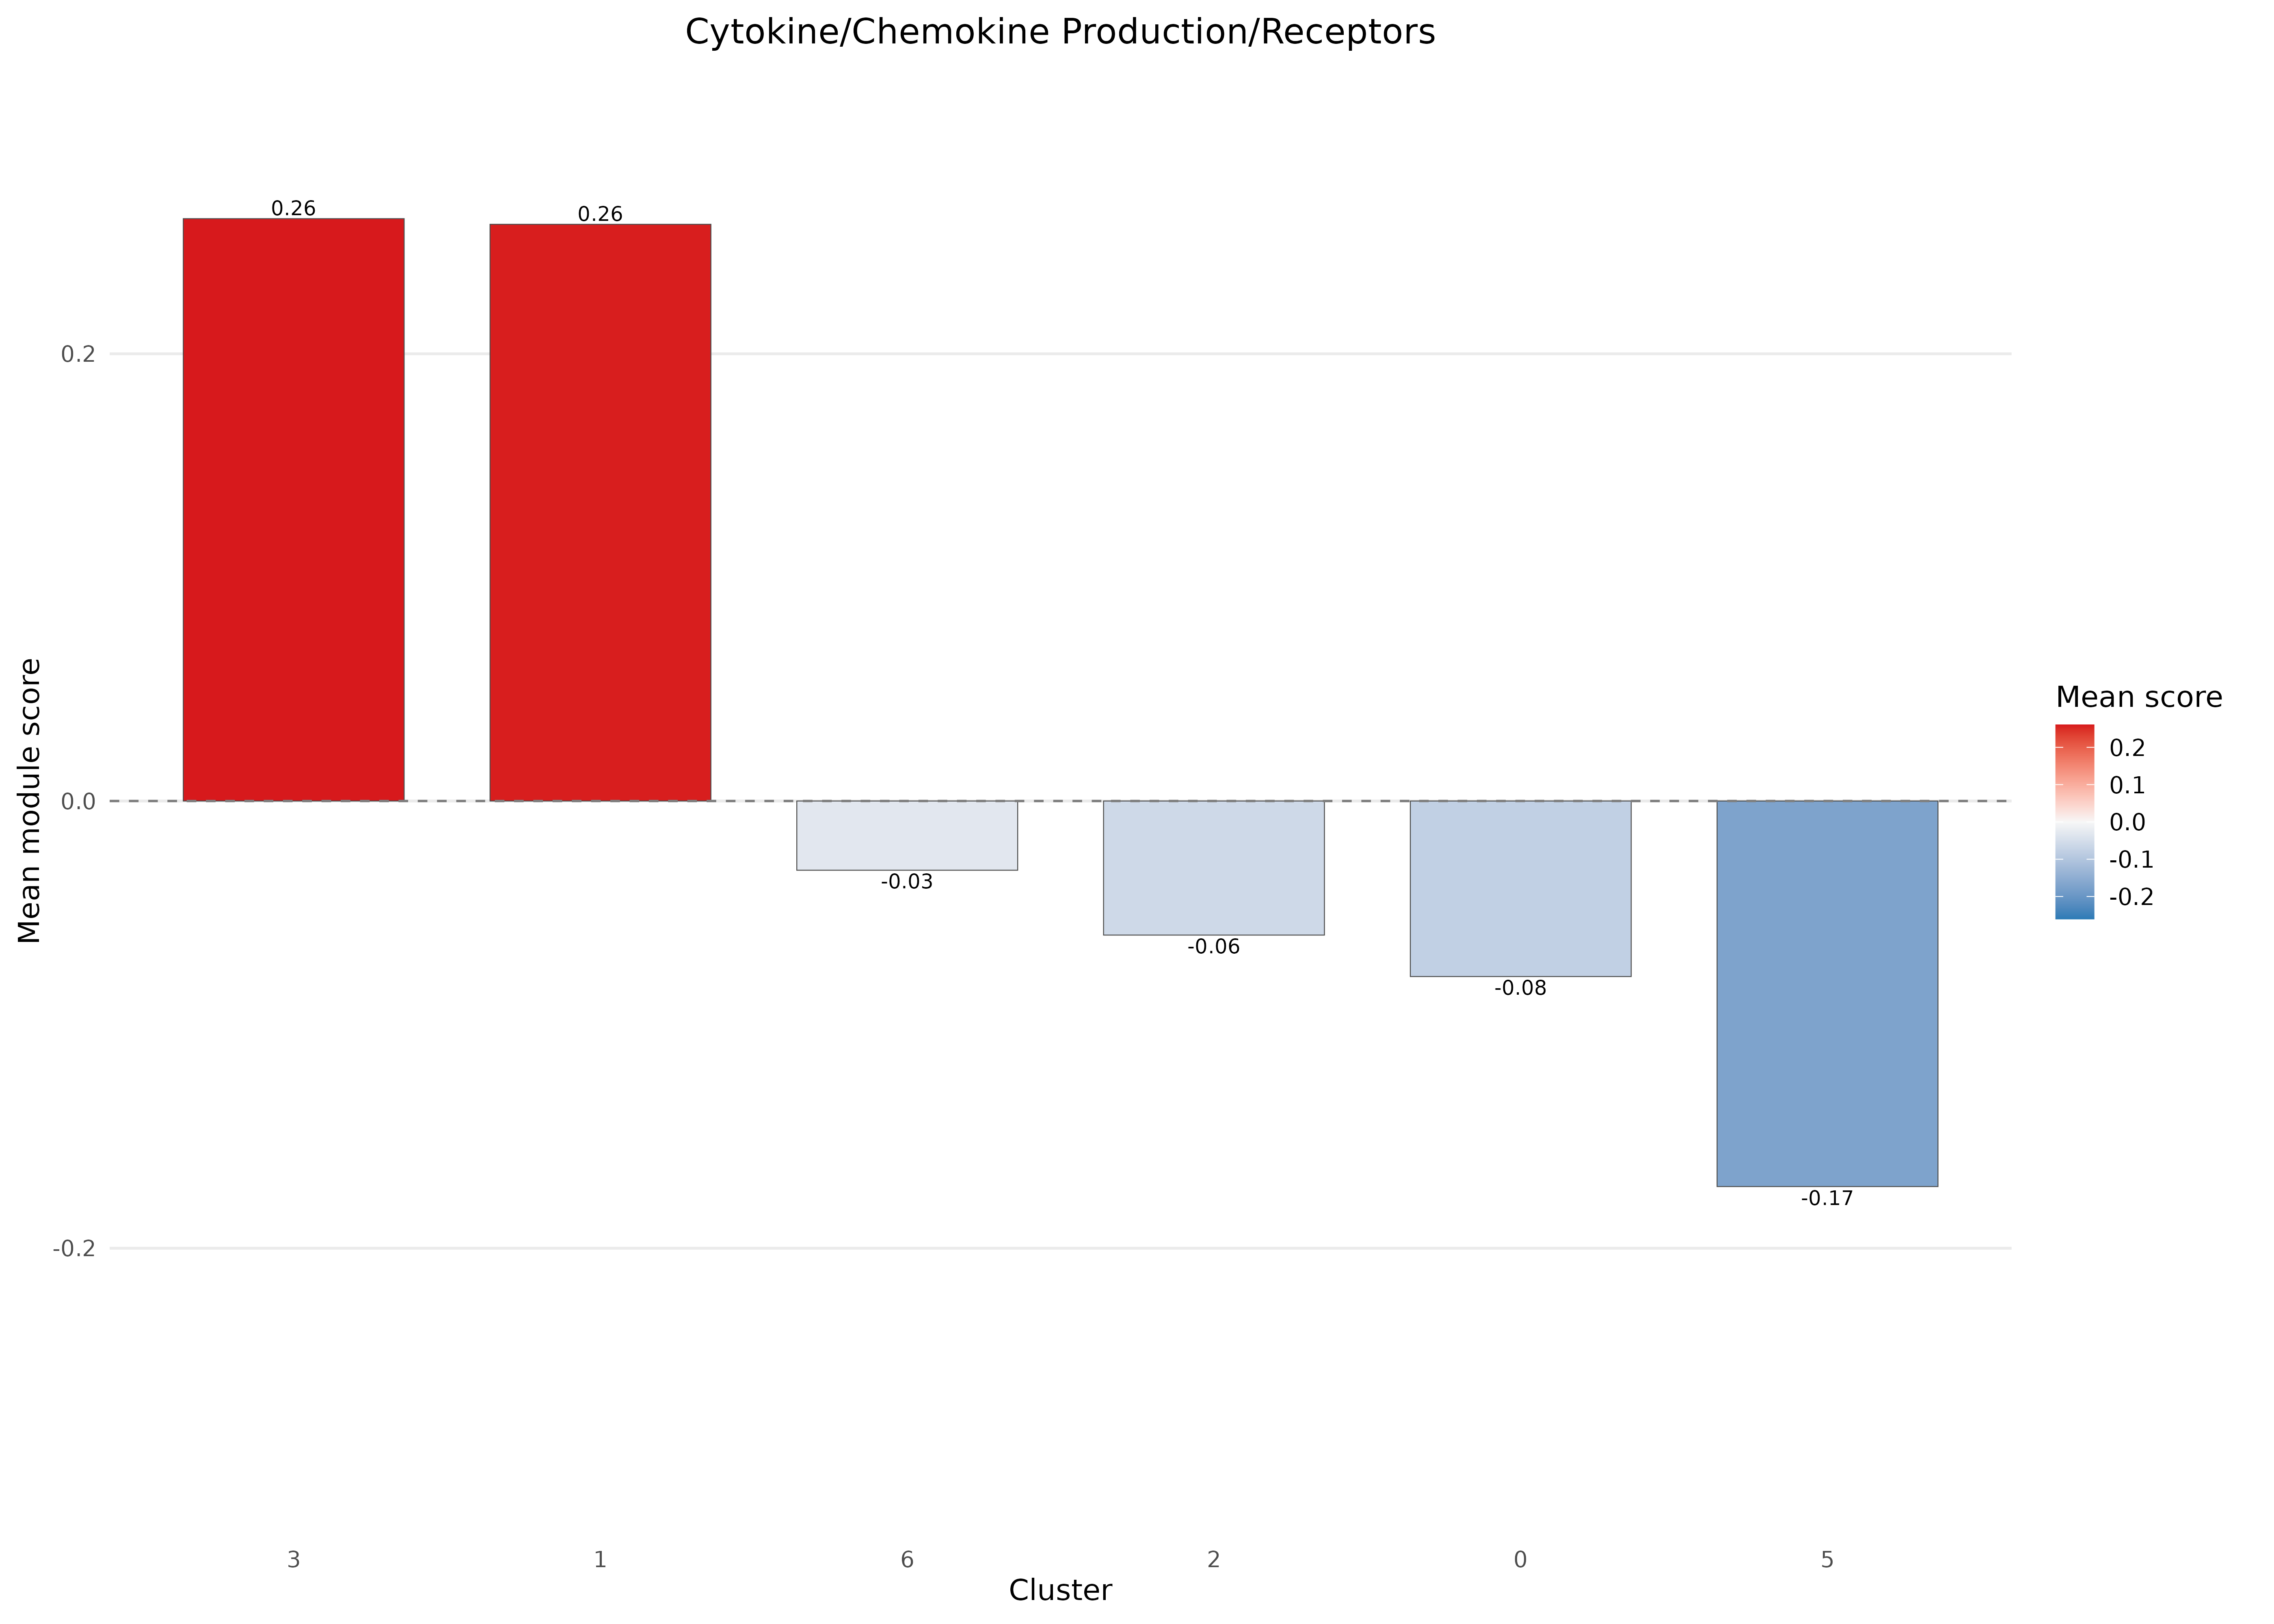 Cytokine/Chemokine Production/Receptors
0.26
0.26
0.2
Mean module score
0.0
-0.03
-0.06
-0.08
-0.17
-0.2
Mean score
0.2
0.1
0.0
-0.1
-0.2
3 1 6 2 0 5
Cluster